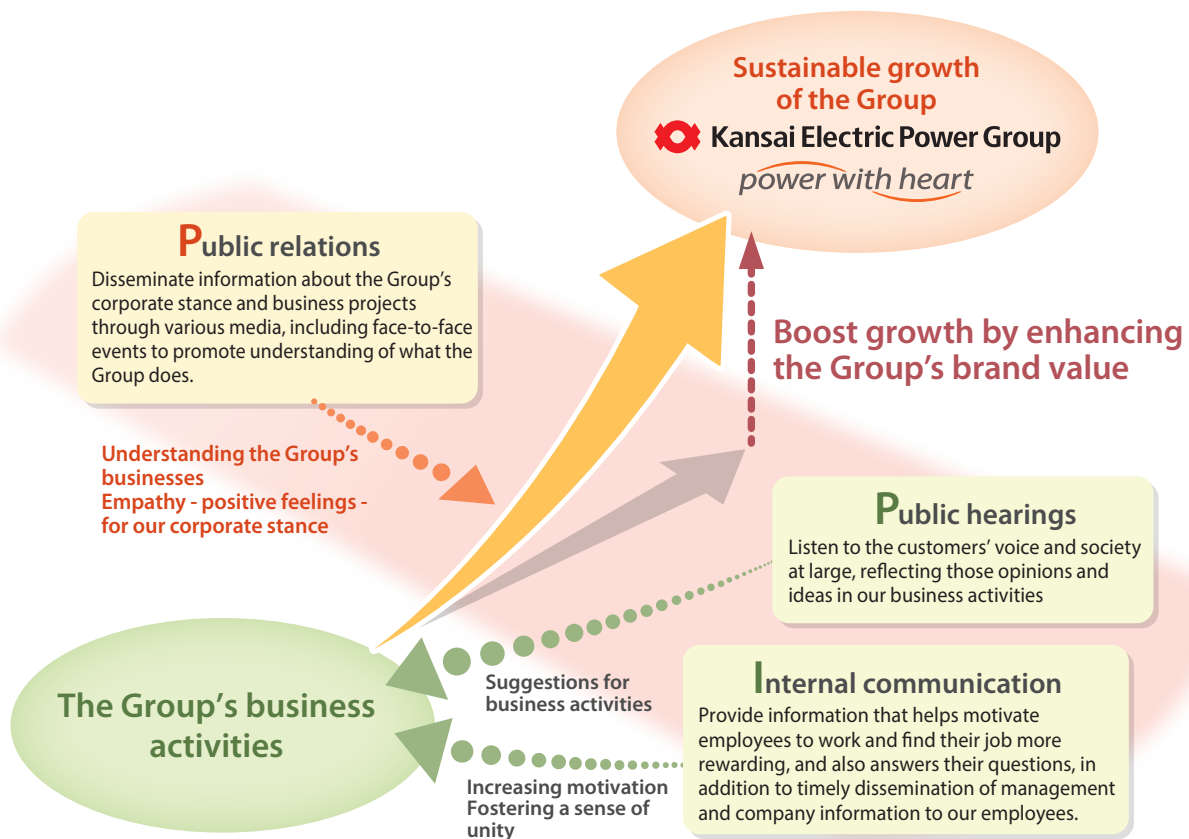 Sustainable growth
of the Group
Kansai Electric Power Group
power with heart
Public relations
Disseminate information about the Group's
corporate stance and business projects
through various media, including face-to-face
events to promote understanding of what the
Group does.
Boost growth by enhancing
the Group's brand value
Understanding the Group's
businesses
Empathy - positive feelings -
for our corporate stance
Public hearings
Listen to the customers' voice and society
at large, reflecting those opinions and
ideas in our business activities
The Group's business
activities
Suggestions for
business activities
Internal communication
Provide information that helps motivate
employees to work and find their job more
rewarding, and also answers their questions, in
addition to timely dissemination of management
and company information to our employees.
Increasing motivation
Fostering a sense of
unity